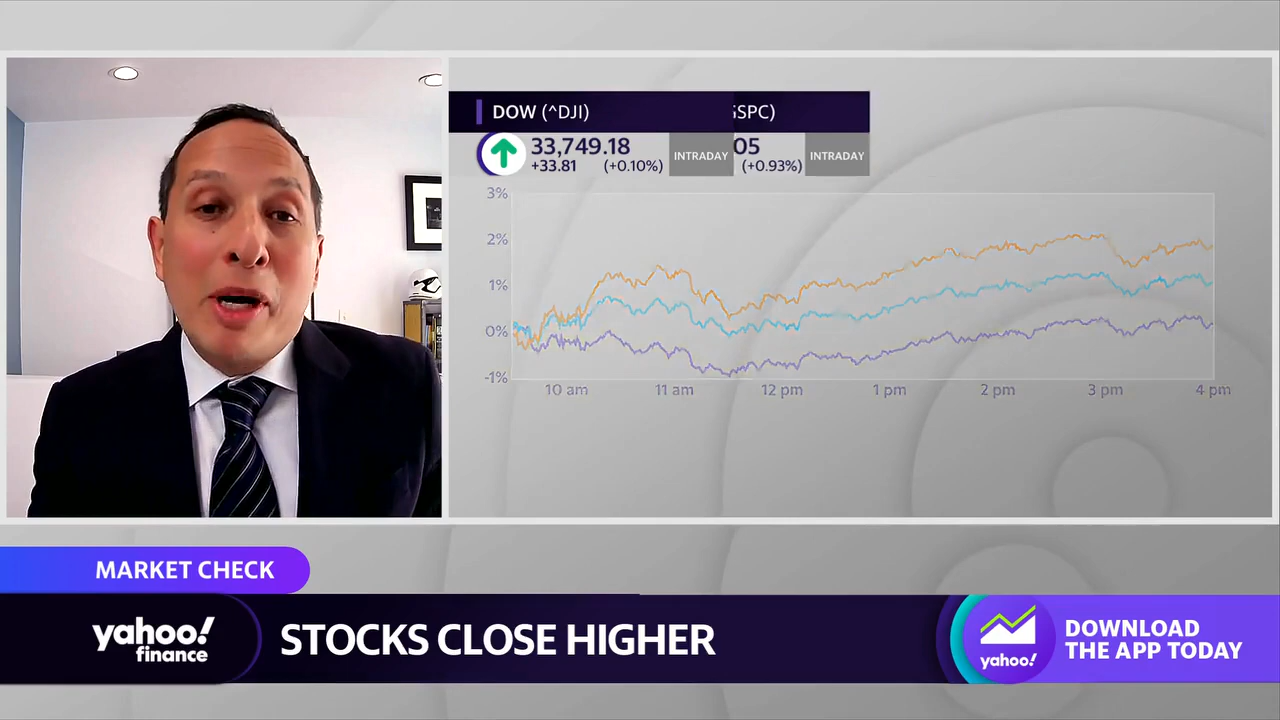 DOW (^DJI)
SPC)
33,749.18
+33.81 (+0.10%)
INTRADAY
05
(+0.93%)
INTRADAY
3%
2%
1%
0%
-1%
10 am 11 am 12 pm 1 pm 2 pm 3 pm 4 pm
MARKET CHECK
yahoo!
finance
STOCKS CLOSE HIGHER
yahoo!
DOWNLOAD
THE APP TODAY